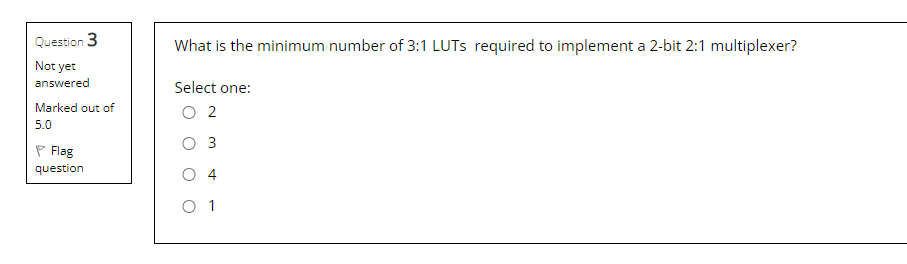 Question 3
Not yet
answered
Marked out of
5.0
Flag
question
What is the minimum number of 3:1 LUTs required to implement a 2-bit 2:1 multiplexer?
Select one:
2
3
4
1